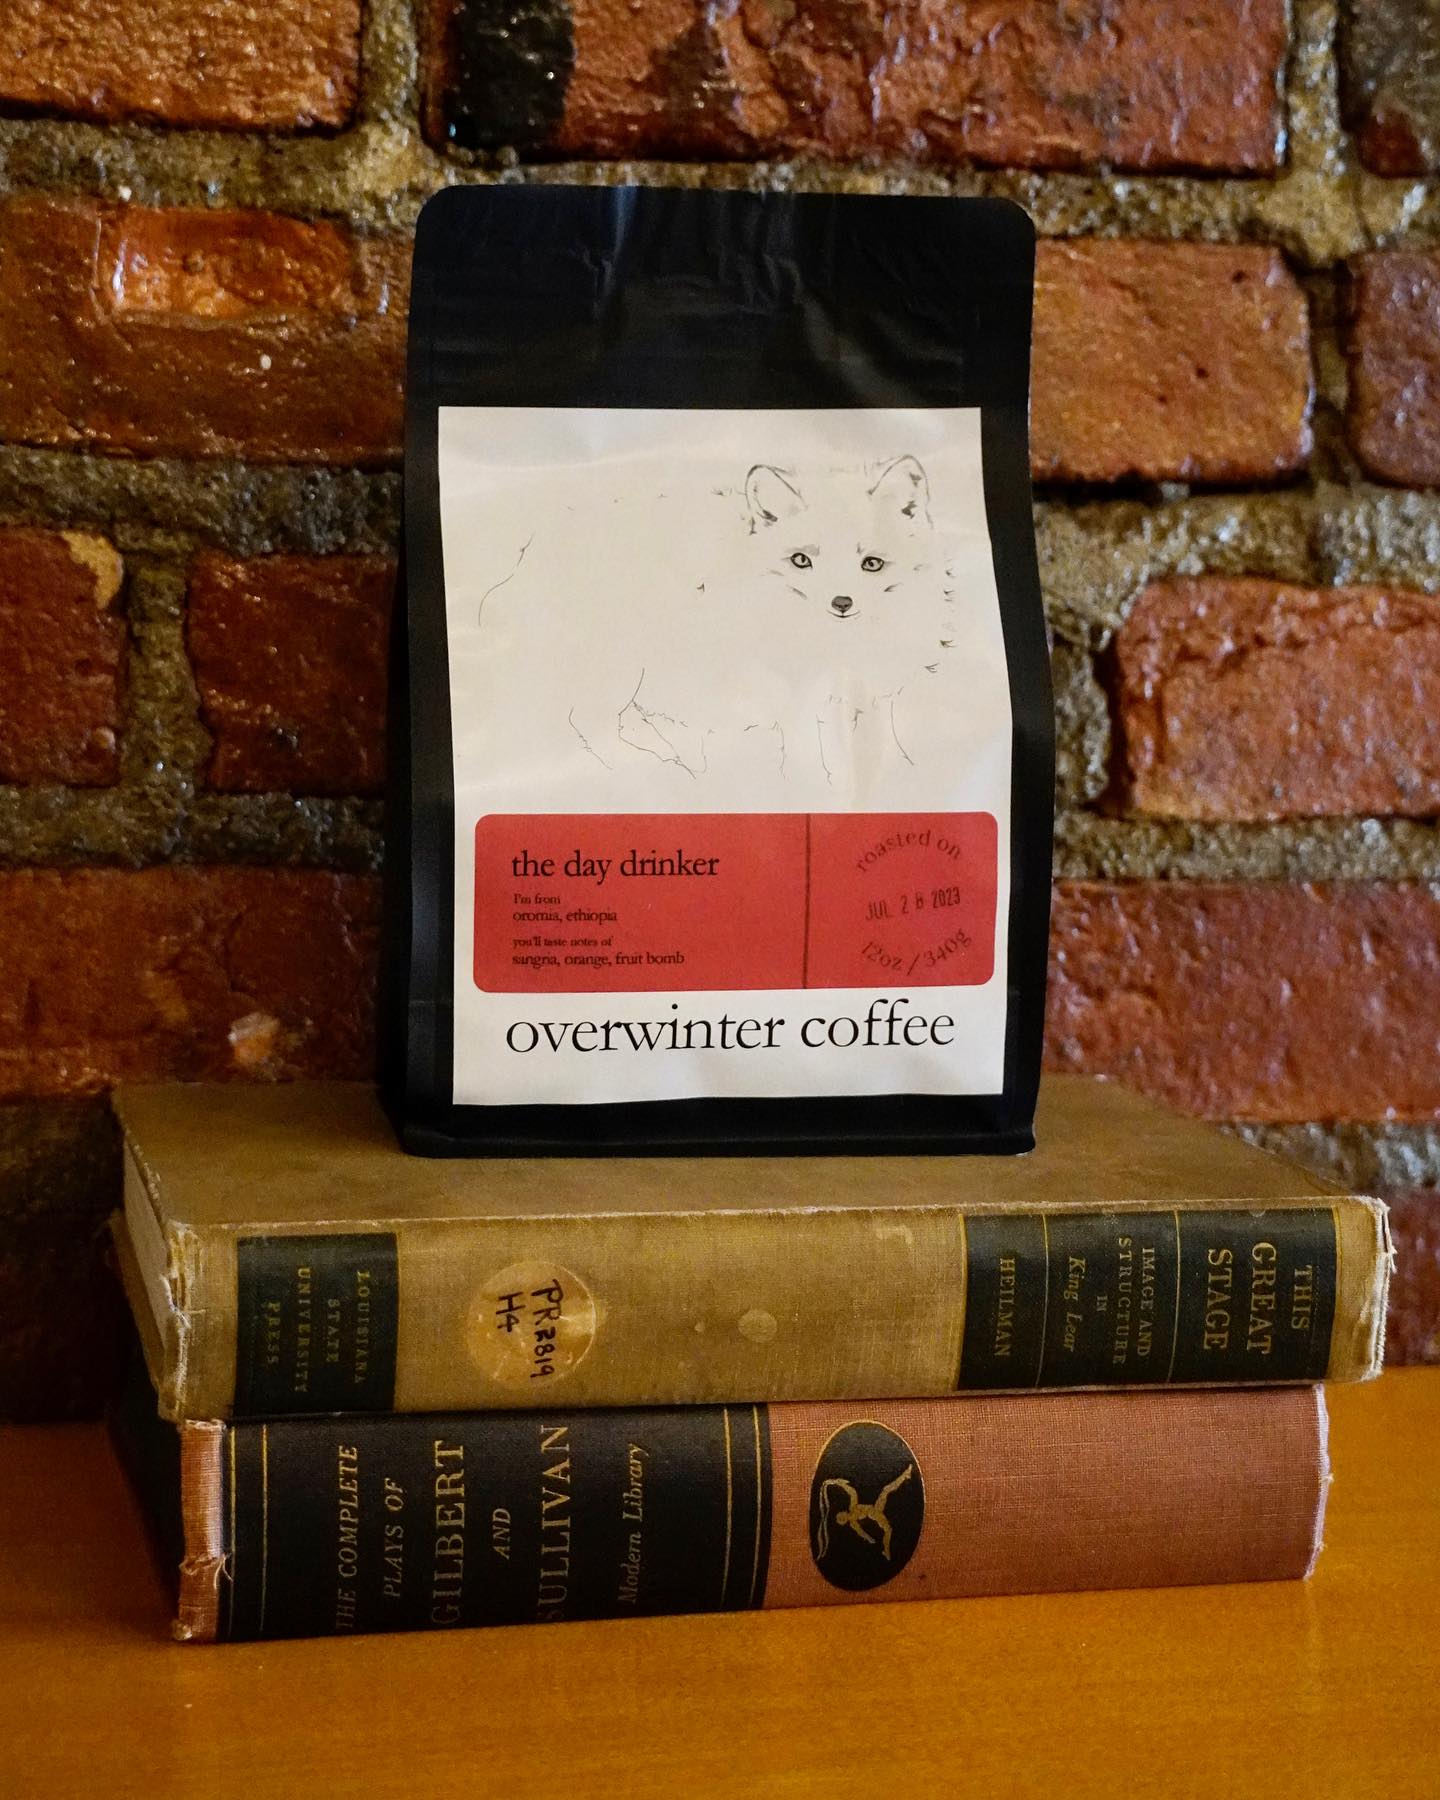 the day drinker
I'm from
oromia, ethiopia
you'll taste notes of
sangria, orange, fruit bomb
roasted on
JUL 28 2023
12oz / 340g
overwinter coffee
LOUISIANA
STATE
UNIVERSITY
PRESS
PR2819
H4
THIS
GREAT
STAGE
IMAGE AND
STRUCTURE
IN
King Lear
HEILMAN
THE COMPLETE
PLAYS OF
GILBERT
AND
SULLIVAN
Modern Library